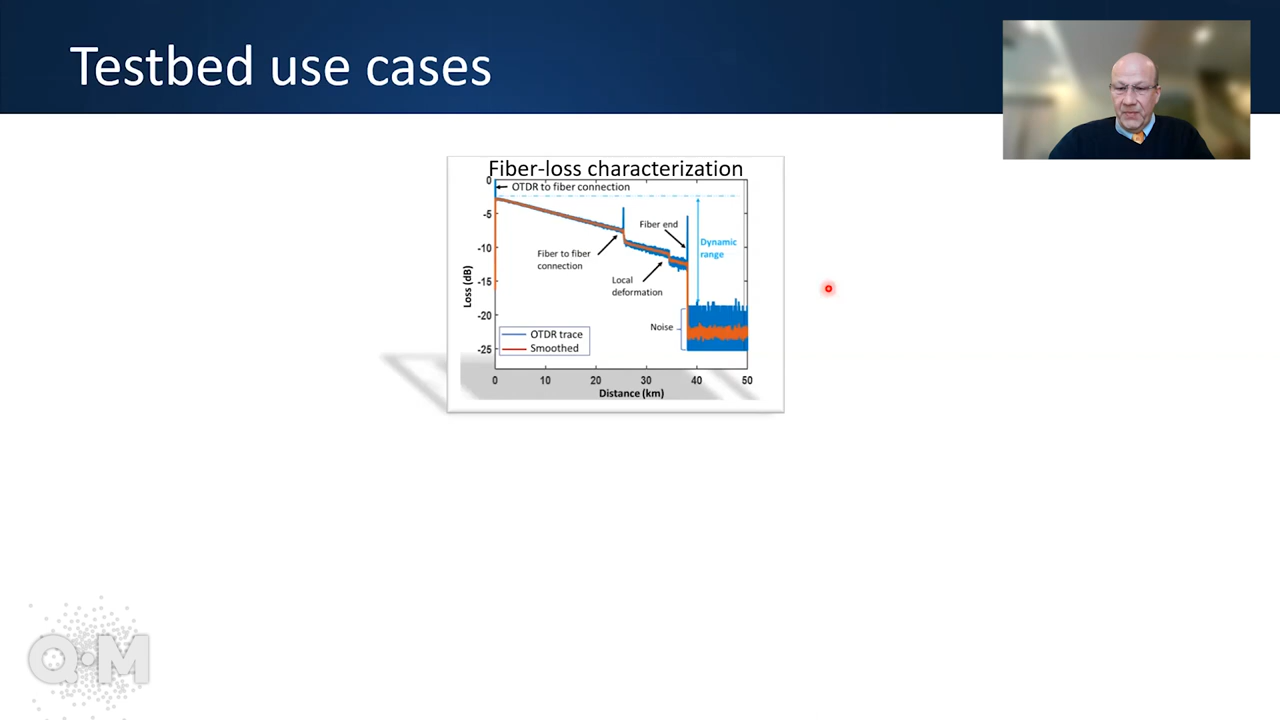 Testbed use cases
Fiber-loss characterization
OTDR to fiber connection
Fiber end
Dynamic
range
Fiber to fiber
connection
Local
deformation
Noise
OTDR trace
Smoothed
Loss (dB)
0
-5
-10
-15
-20
-25
0 10 20 30 40 50
Distance (km)
Q·M